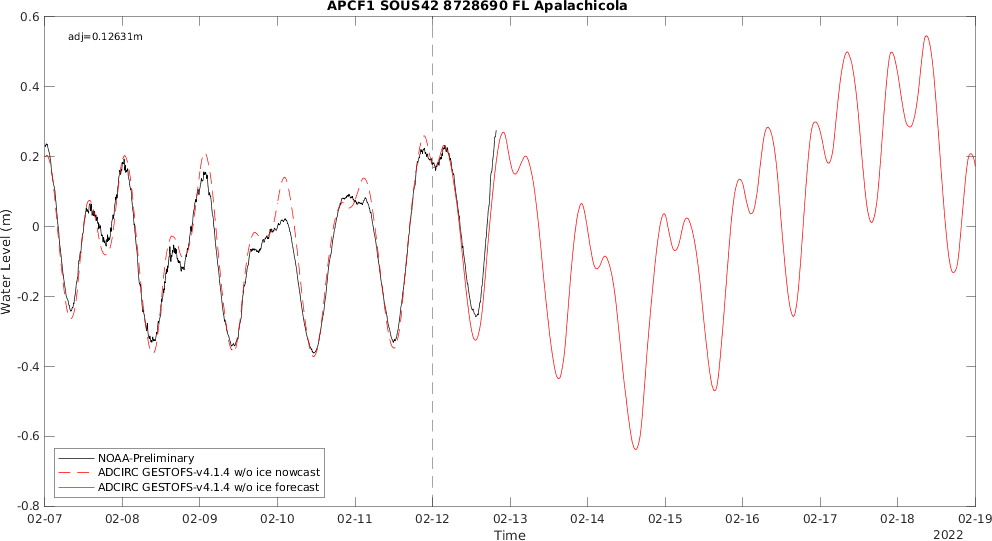 APCF1 SOUS42 8728690 FL Apalachicola
adj=0.12631m
0.6
0.4
0.2
0
-0.2
-0.4
-0.6
-0.8
Water Level (m)
NOAA-Preliminary
ADCIRC GESTOFS-v4.1.4 w/o ice nowcast
ADCIRC GESTOFS-v4.1.4 w/o ice forecast
02-07 02-08 02-09 02-10 02-11 02-12 02-13 02-14 02-15 02-16 02-17 02-18 02-19
Time
2022